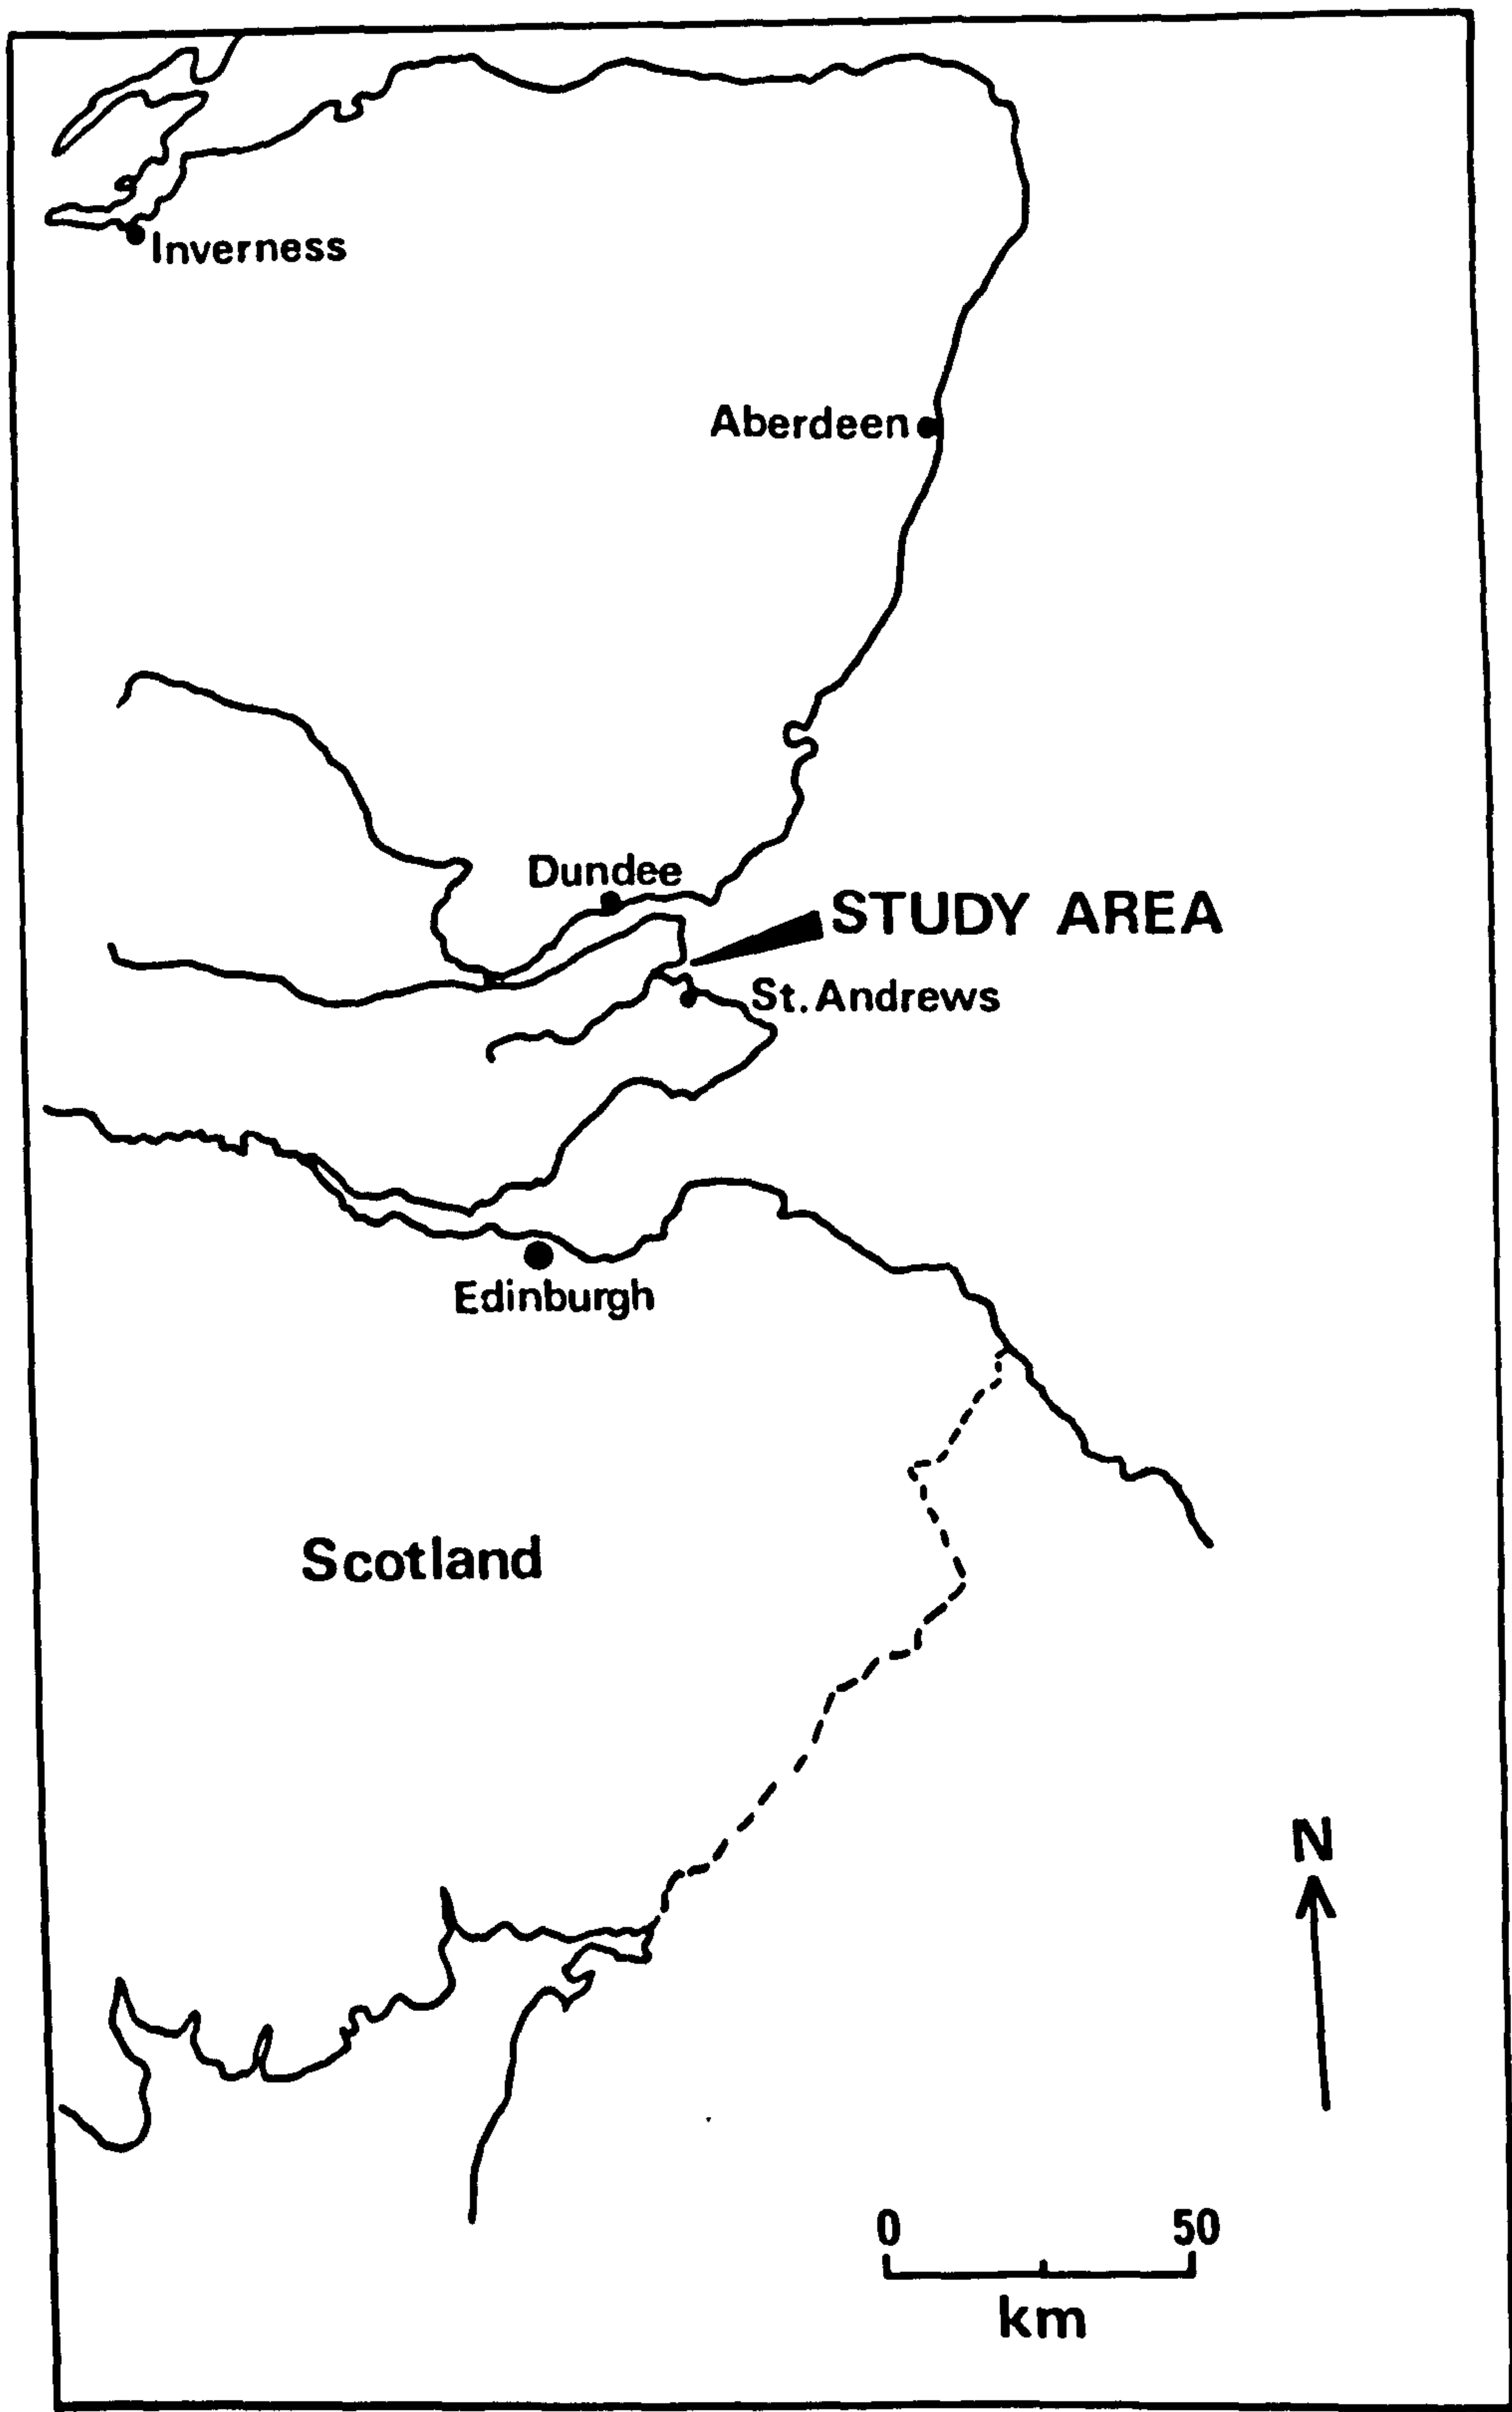 Inverness
Aberdeen
Dundee
STUDY AREA
St. Andrews
Edinburgh
Scotland
N
0 50
km